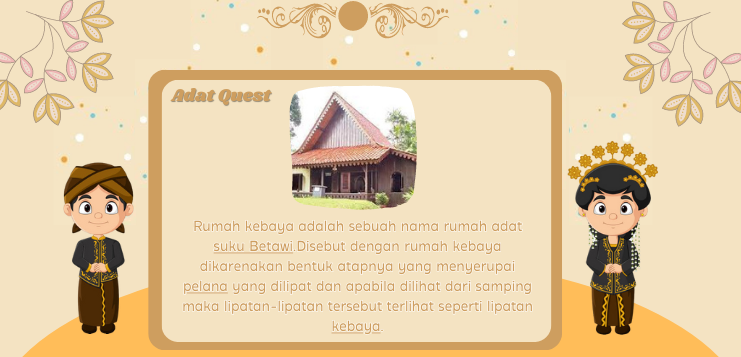 Adat Quest
Rumah kebaya adalah sebuah nama rumah adat
suku Betawi.Disebut dengan rumah kebaya
dikarenakan bentuk atapnya yang menyerupai
pelana yang dilipat dan apabila dilihat dari samping
maka lipatan-lipatan tersebut terlihat seperti lipatan
kebaya.